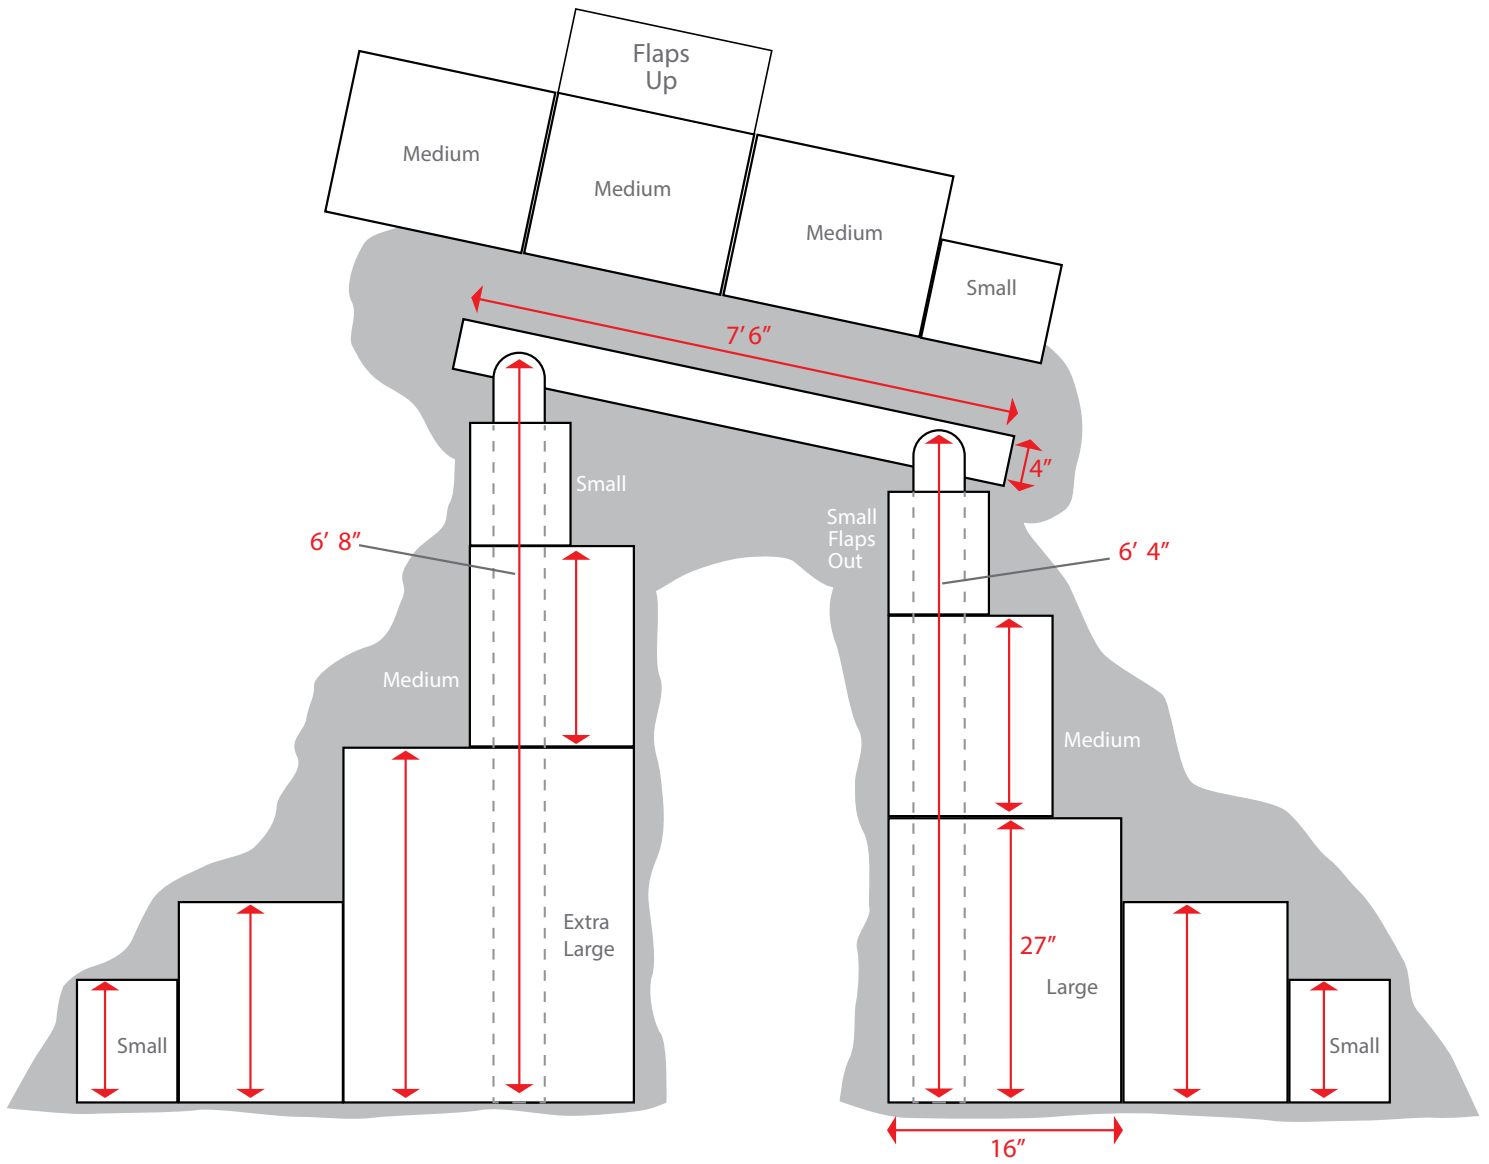 Flaps
Up
Medium
Medium
Medium
Small
7’ 6”
4”
Small
Small
Flaps
Out
6’ 8”
6’ 4”
Medium
Medium
Extra
Large
27”
Large
Small
Small
16”